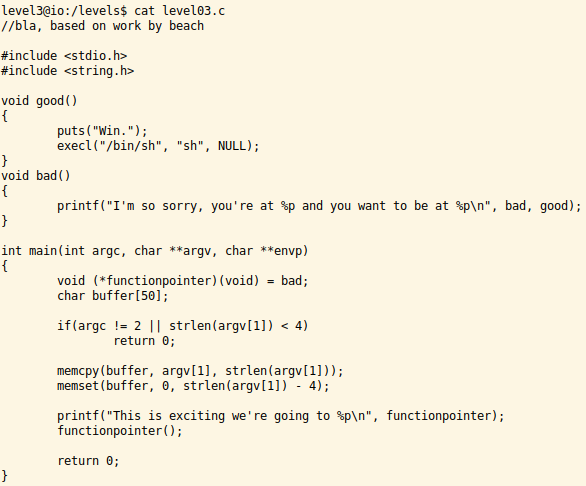 level3@io:/levels$ cat level03.c
//bla, based on work by beach

#include <stdio.h>
#include <string.h>

void good()
{
        puts("Win.");
        execl("/bin/sh", "sh", NULL);
}
void bad()
{
        printf("I'm so sorry, you're at %p and you want to be at %p\n", bad, good);
}

int main(int argc, char **argv, char **envp)
{
        void (*functionpointer)(void) = bad;
        char buffer[50];

        if(argc != 2 || strlen(argv[1]) < 4)
                return 0;

        memcpy(buffer, argv[1], strlen(argv[1]));
        memset(buffer, 0, strlen(argv[1]) - 4);

        printf("This is exciting we're going to %p\n", functionpointer);
        functionpointer();

        return 0;
}